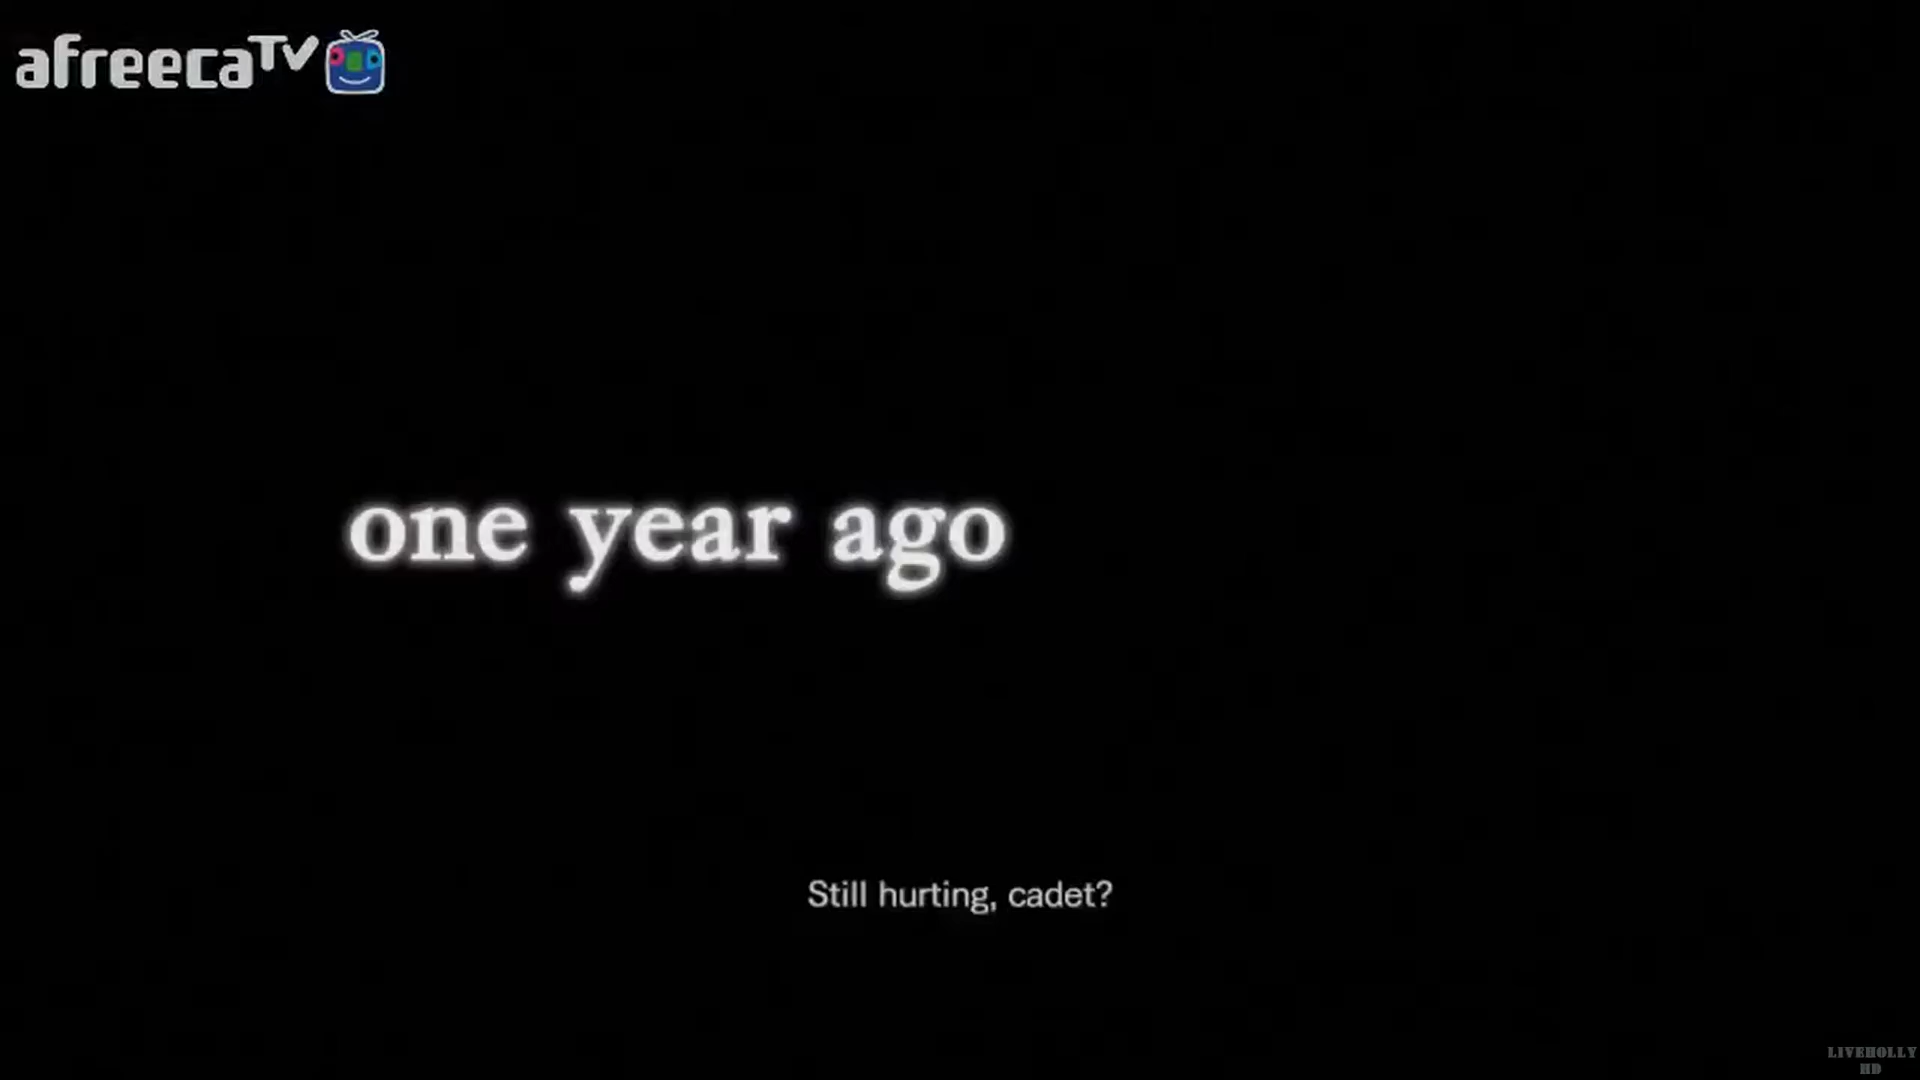 afreecaTV
one year ago
Still hurting, cadet?
LIVEHOLLY
HD